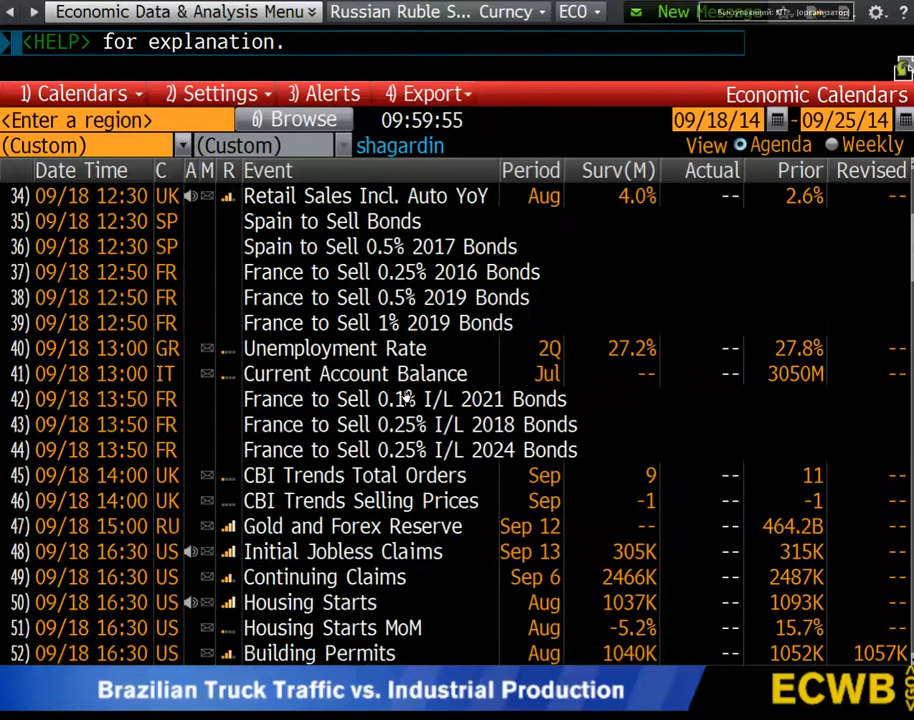 Economic Data & Analysis Menu Russian Ruble S... Curncy ECO New Message
<HELP> for explanation.
1) Calendars 2) Settings 3) Alerts 4) Export Economic Calendars
<Enter a region> 6) Browse 09:59:55 09/18/14 - 09/25/14
(Custom) (Custom) shagardin View Agenda Weekly
Date Time C A M R Event Period Surv(M) Actual Prior Revised
34) 09/18 12:30 UK Retail Sales Incl. Auto YoY Aug 4.0% -- 2.6% --
35) 09/18 12:30 SP Spain to Sell Bonds
36) 09/18 12:30 SP Spain to Sell 0.5% 2017 Bonds
37) 09/18 12:50 FR France to Sell 0.25% 2016 Bonds
38) 09/18 12:50 FR France to Sell 0.5% 2019 Bonds
39) 09/18 12:50 FR France to Sell 1% 2019 Bonds
40) 09/18 13:00 GR Unemployment Rate 2Q 27.2% -- 27.8% --
41) 09/18 13:00 IT Current Account Balance Jul -- -- 3050M --
42) 09/18 13:50 FR France to Sell 0.1% I/L 2021 Bonds
43) 09/18 13:50 FR France to Sell 0.25% I/L 2018 Bonds
44) 09/18 13:50 FR France to Sell 0.25% I/L 2024 Bonds
45) 09/18 14:00 UK CBI Trends Total Orders Sep 9 -- 11 --
46) 09/18 14:00 UK CBI Trends Selling Prices Sep -1 -- -1 --
47) 09/18 15:00 RU Gold and Forex Reserve Sep 12 -- -- 464.2B --
48) 09/18 16:30 US Initial Jobless Claims Sep 13 305K -- 315K --
49) 09/18 16:30 US Continuing Claims Sep 6 2466K -- 2487K --
50) 09/18 16:30 US Housing Starts Aug 1037K -- 1093K --
51) 09/18 16:30 US Housing Starts MoM Aug -5.2% -- 15.7% --
52) 09/18 16:30 US Building Permits Aug 1040K -- 1052K 1057K
Brazilian Truck Traffic vs. Industrial Production ECWB